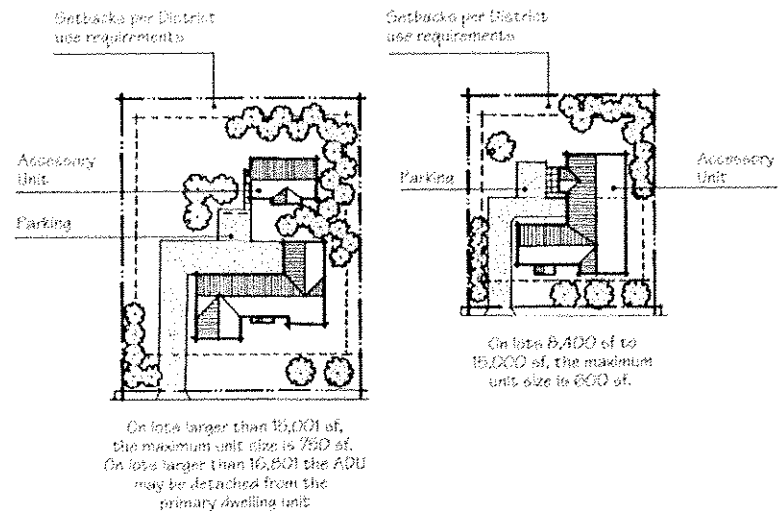 Setbacks per District
use requirements
Accessory
Unit
Parking
On lots larger than 15,001 sf,
the maximum unit size is 750 sf.
On lots larger than 16,801 the ADU
may be detached from the
primary dwelling unit
Setbacks per District
use requirements
Parking
Accessory
Unit
On lots 8,400 sf to
15,000 sf, the maximum
unit size is 600 sf.